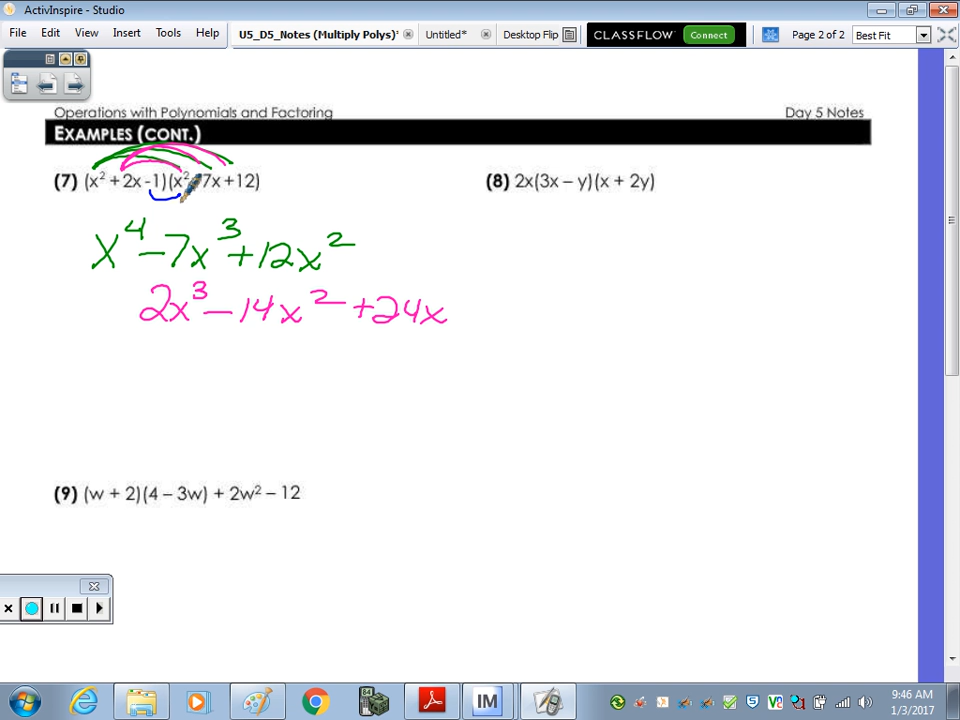 ActivInspire - Studio
File Edit View Insert Tools Help
U5_D5_Notes (Multiply Polys)* Untitled* Desktop Flip CLASSFLOW Connect Page 2 of 2 Best Fit
Operations with Polynomials and Factoring Day 5 Notes
EXAMPLES (CONT.)
(7) (x² + 2x -1)(x² 7x +12) (8) 2x(3x – y)(x + 2y)
x⁴ -7x³ +12x²
2x³ -14x² +24x
(9) (w + 2)(4 – 3w) + 2w² – 12
84 IM V2
9:46 AM
1/3/2017